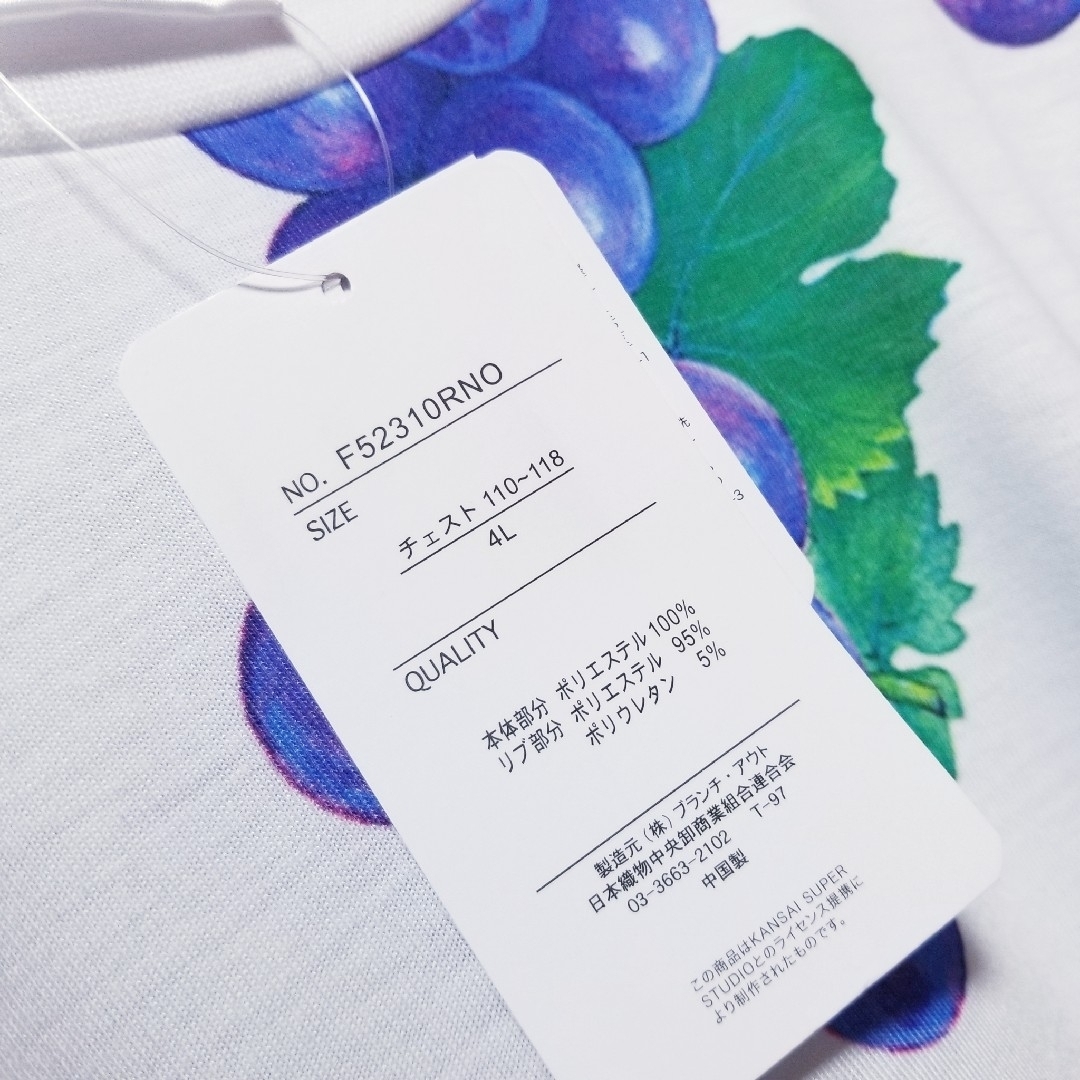 NO. F52310RNO
SIZE
チェスト 110~118
4L
QUALITY
本体部分 ポリエステル 100%
リブ部分 ポリエステル 95%
ポリウレタン 5%
製造元 (株) ブランチ・アウト
日本織物中央卸商業組合連合会
03-3663-2102 T-97
中国製
この商品はKANSAI SUPER
STUDIOとのライセンス提携に
より制作されたものです。